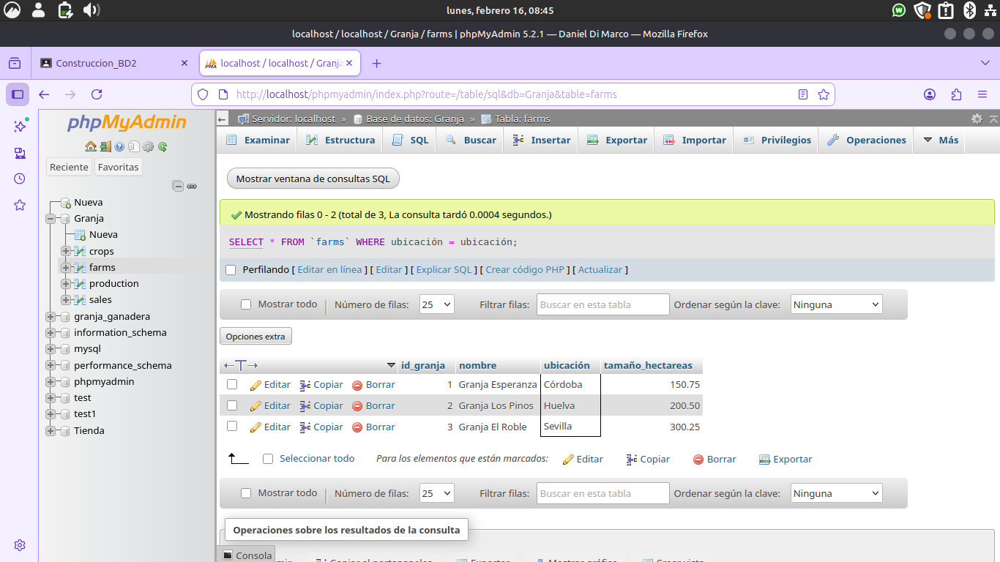 lunes, febrero 16, 08:45
localhost / localhost / Granja / farms | phpMyAdmin 5.2.1 — Daniel Di Marco — Mozilla Firefox
Construccion_BD2
localhost / localhost / Granja
http://localhost/phpmyadmin/index.php?route=/table/sql&db=Granja&table=farms
phpMyAdmin
Reciente Favoritas
Nueva
Granja
Nueva
crops
farms
production
sales
granja_ganadera
information_schema
mysql
performance_schema
phpmyadmin
test
test1
Tienda
Servidor: localhost » Base de datos: Granja » Tabla: farms
Examinar Estructura SQL Buscar Insertar Exportar Importar Privilegios Operaciones Más
Mostrar ventana de consultas SQL
Mostrando filas 0 - 2 (total de 3, La consulta tardó 0.0004 segundos.)
SELECT * FROM `farms` WHERE ubicación = ubicación;
Perfilando [ Editar en línea ] [ Editar ] [ Explicar SQL ] [ Crear código PHP ] [ Actualizar ]
Mostrar todo Número de filas: 25 Filtrar filas: Buscar en esta tabla Ordenar según la clave: Ninguna
Opciones extra
id_granja nombre ubicación tamaño_hectareas
Editar Copiar Borrar 1 Granja Esperanza Córdoba 150.75
Editar Copiar Borrar 2 Granja Los Pinos Huelva 200.50
Editar Copiar Borrar 3 Granja El Roble Sevilla 300.25
Seleccionar todo Para los elementos que están marcados: Editar Copiar Borrar Exportar
Mostrar todo Número de filas: 25 Filtrar filas: Buscar en esta tabla Ordenar según la clave: Ninguna
Operaciones sobre los resultados de la consulta
Consola
Copiar al portapapeles Exportar Mostrar gráfico Crear vista